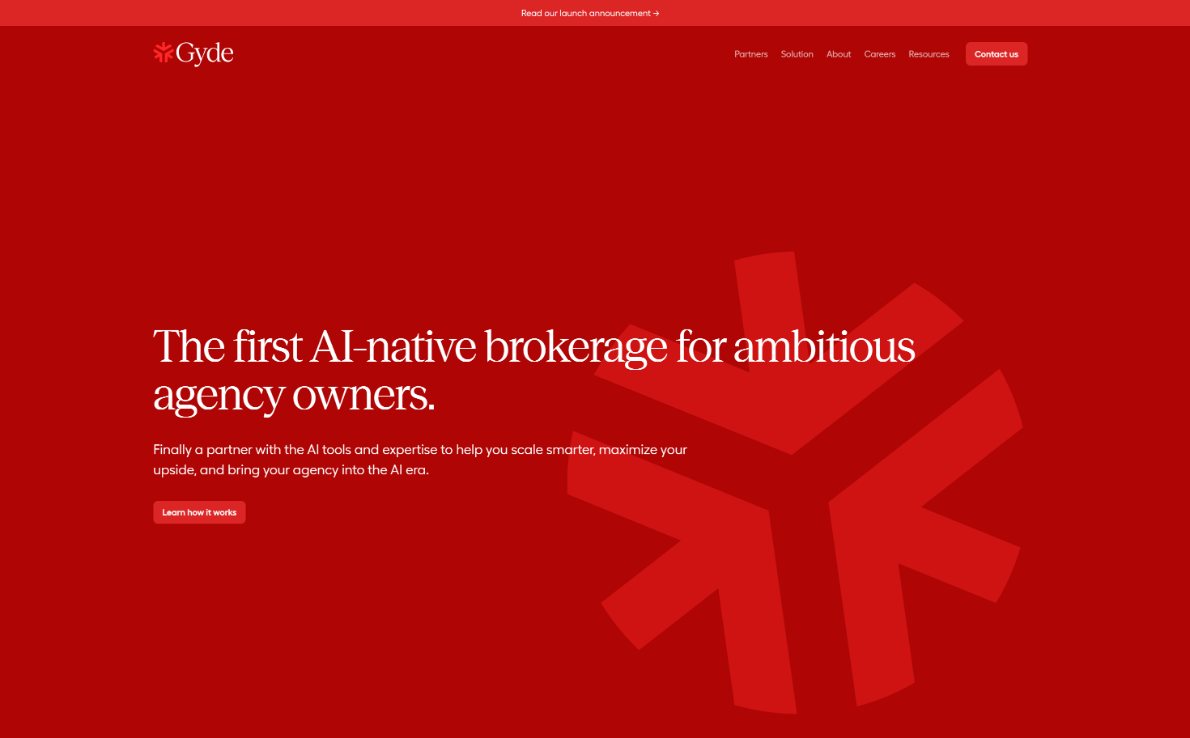 Read our launch announcement →
Gyde
Partners
Solution
About
Careers
Resources
Contact us
The first AI-native brokerage for ambitious
agency owners.
Finally a partner with the AI tools and expertise to help you scale smarter, maximize your
upside, and bring your agency into the AI era.
Learn how it works